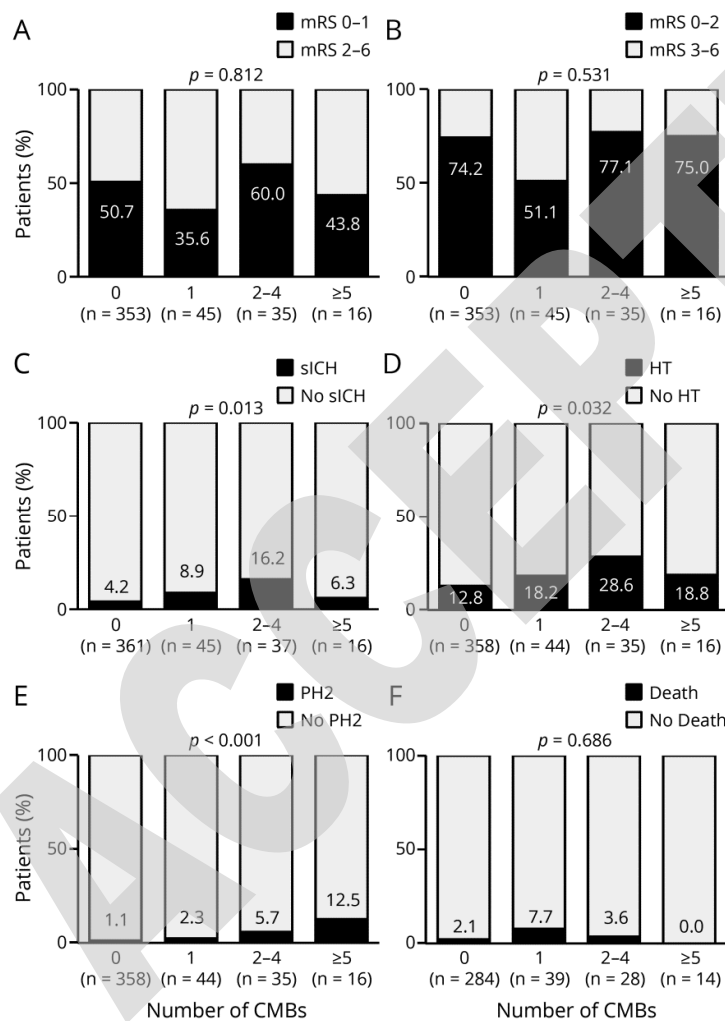 A
mRS 0–1
mRS 2–6
p = 0.812
Patients (%)
100
50
0
50.7
35.6
60.0
43.8
0
1
2–4
≥5
(n = 353)
(n = 45)
(n = 35)
(n = 16)
B
mRS 0–2
mRS 3–6
p = 0.531
100
50
0
74.2
51.1
77.1
75.0
0
1
2–4
≥5
(n = 353)
(n = 45)
(n = 35)
(n = 16)
C
sICH
No sICH
p = 0.013
Patients (%)
100
50
0
4.2
8.9
16.2
6.3
0
1
2–4
≥5
(n = 361)
(n = 45)
(n = 37)
(n = 16)
D
HT
No HT
p = 0.032
100
50
0
12.8
18.2
28.6
18.8
0
1
2–4
≥5
(n = 358)
(n = 44)
(n = 35)
(n = 16)
E
PH2
No PH2
p < 0.001
Patients (%)
100
50
0
1.1
2.3
5.7
12.5
0
1
2–4
≥5
(n = 358)
(n = 44)
(n = 35)
(n = 16)
Number of CMBs
F
Death
No Death
p = 0.686
100
50
0
2.1
7.7
3.6
0.0
0
1
2–4
≥5
(n = 284)
(n = 39)
(n = 28)
(n = 14)
Number of CMBs
ACCEPT